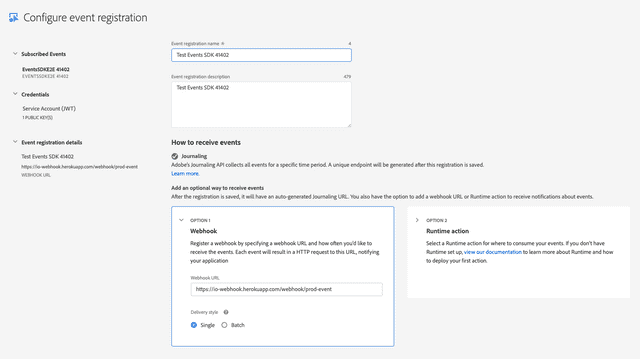 Configure event registration
Subscribed Events
EventsSDKE2E 41402
EVENTSSDKE2E 41402
Credentials
Service Account (JWT)
1 PUBLIC KEY(S)
Event registration details
Test Events SDK 41402
https://io-webhook.herokuapp.com/webhook/prod-event
WEBHOOK URL
Event registration name *
4
Test Events SDK 41402
Event registration description
479
Test Events SDK 41402
How to receive events
Journaling
Adobe's Journaling API collects all events for a specific time period. A unique endpoint will be generated after this registration is saved.
Learn more.
Add an optional way to receive events
After the registration is saved, it will have an auto-generated Journaling URL. You also have the option to add a webhook URL or Runtime action to receive notifications about events.
OPTION 1
Webhook
Register a webhook by specifying a webhook URL and how often you'd like
to receive the events. Each event will result in a HTTP request to this URL, notifying
your application
Webhook URL
https://io-webhook.herokuapp.com/webhook/prod-event
Delivery style
Single
Batch
OPTION 2
Runtime action
Select a Runtime action for where to consume your events. If you don't have
Runtime set up, view our documentation to learn more about Runtime and how
to deploy your first action.